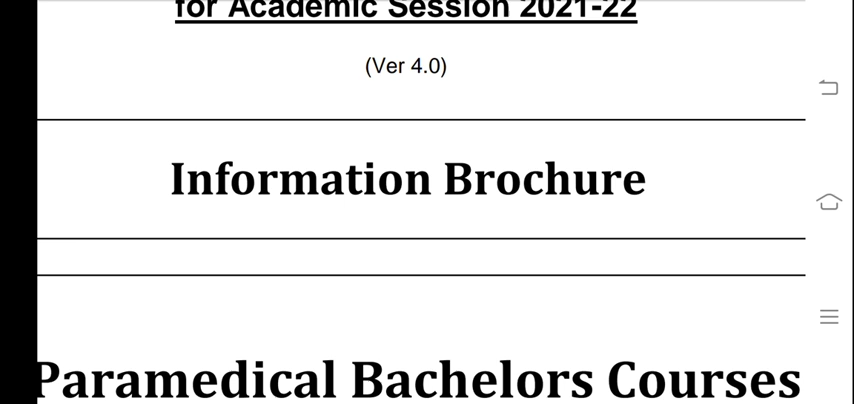 for Academic Session 2021-22
(Ver 4.0)
Information Brochure
Paramedical Bachelors Courses